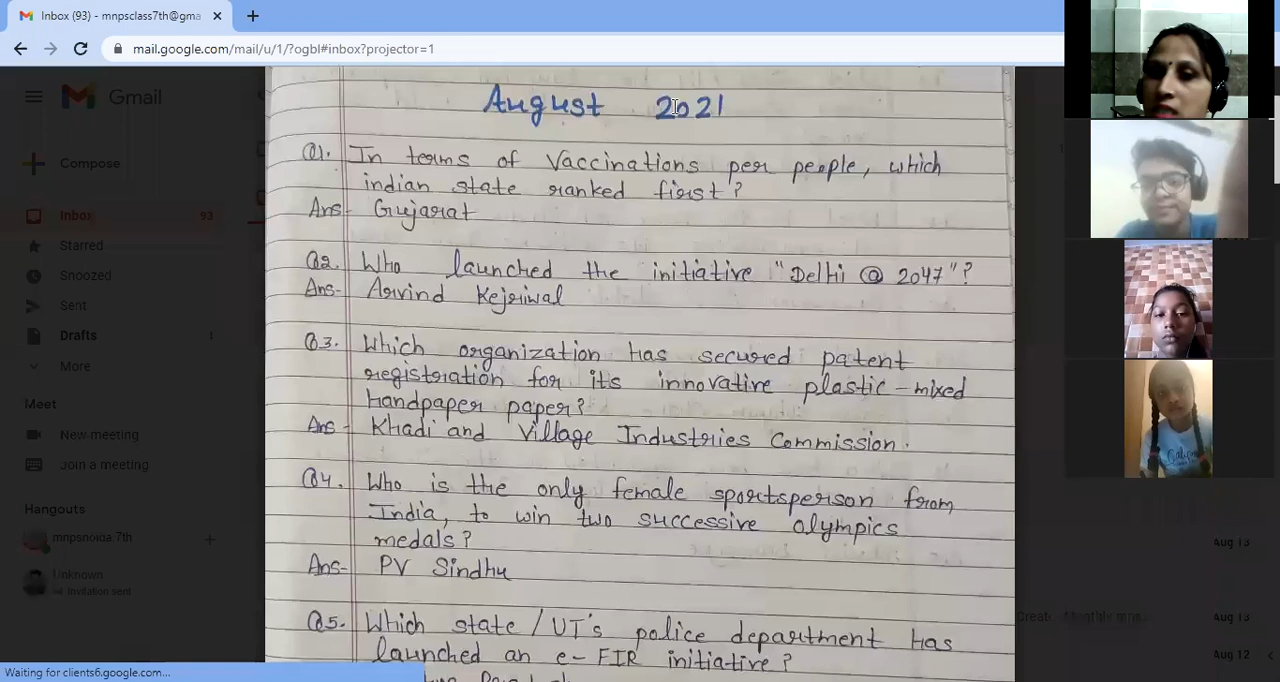 Inbox (93) - mnpsclass7th@gma
mail.google.com/mail/u/1/?ogbl#inbox?projector=1
Gmail
Compose
Inbox 93
Starred
Snoozed
Sent
Drafts 1
More
Meet
New meeting
Join a meeting
Hangouts
mnpsnoida.7th
Unknown
Invitation sent
August 2021
Q1. In terms of Vaccinations per people, which
indian state ranked first?
Ans- Gujarat
Q2. Who launched the initiative "Delhi @ 2047"?
Ans- Arvind Kejriwal
Q3. Which organization has secured patent
registration for its innovative plastic-mixed
handpaper paper?
Ans- Khadi and Village Industries Commission.
Q4. Who is the only female sportsperson from
India, to win two successive olympics
medals?
Ans- PV Sindhu
Q5. Which state/UT's police department has
launched an e-FIR initiative?
Aug 13
Monthly mns
Aug 13
Aug 12
Waiting for clients6.google.com...